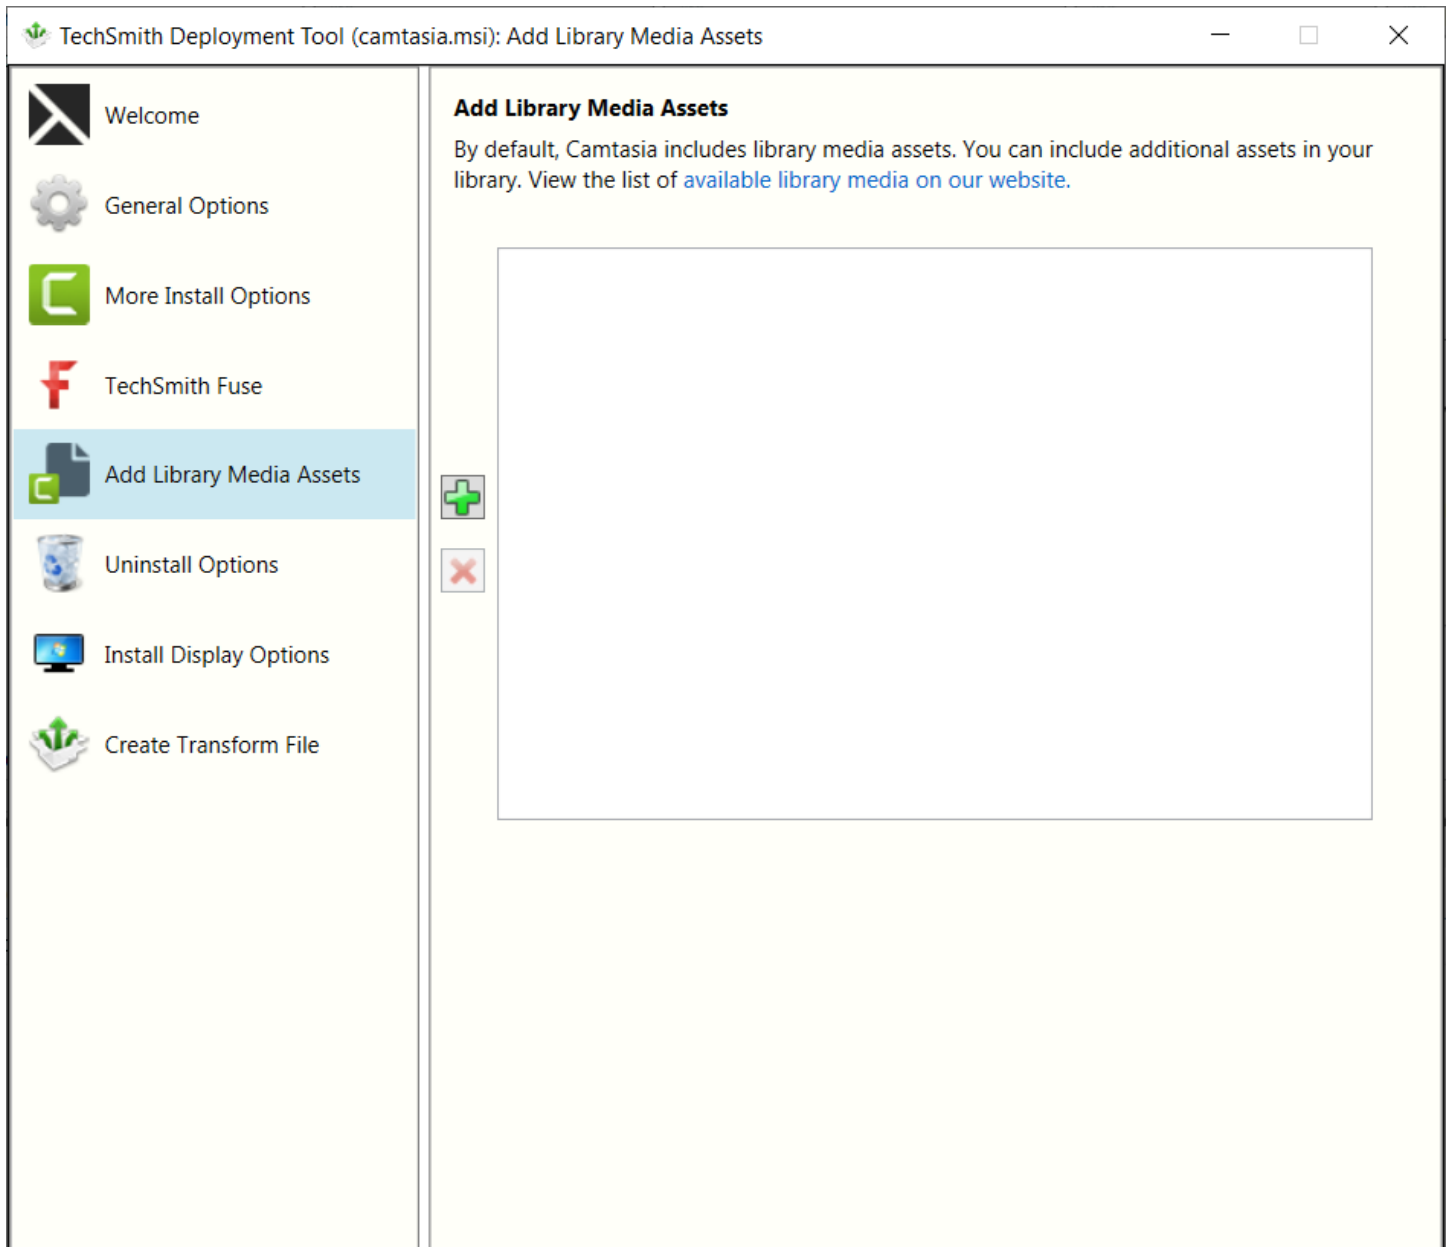 TechSmith Deployment Tool (camtasia.msi): Add Library Media Assets
Welcome
General Options
More Install Options
TechSmith Fuse
Add Library Media Assets
Uninstall Options
Install Display Options
Create Transform File
Add Library Media Assets
By default, Camtasia includes library media assets. You can include additional assets in your
library. View the list of available library media on our website.